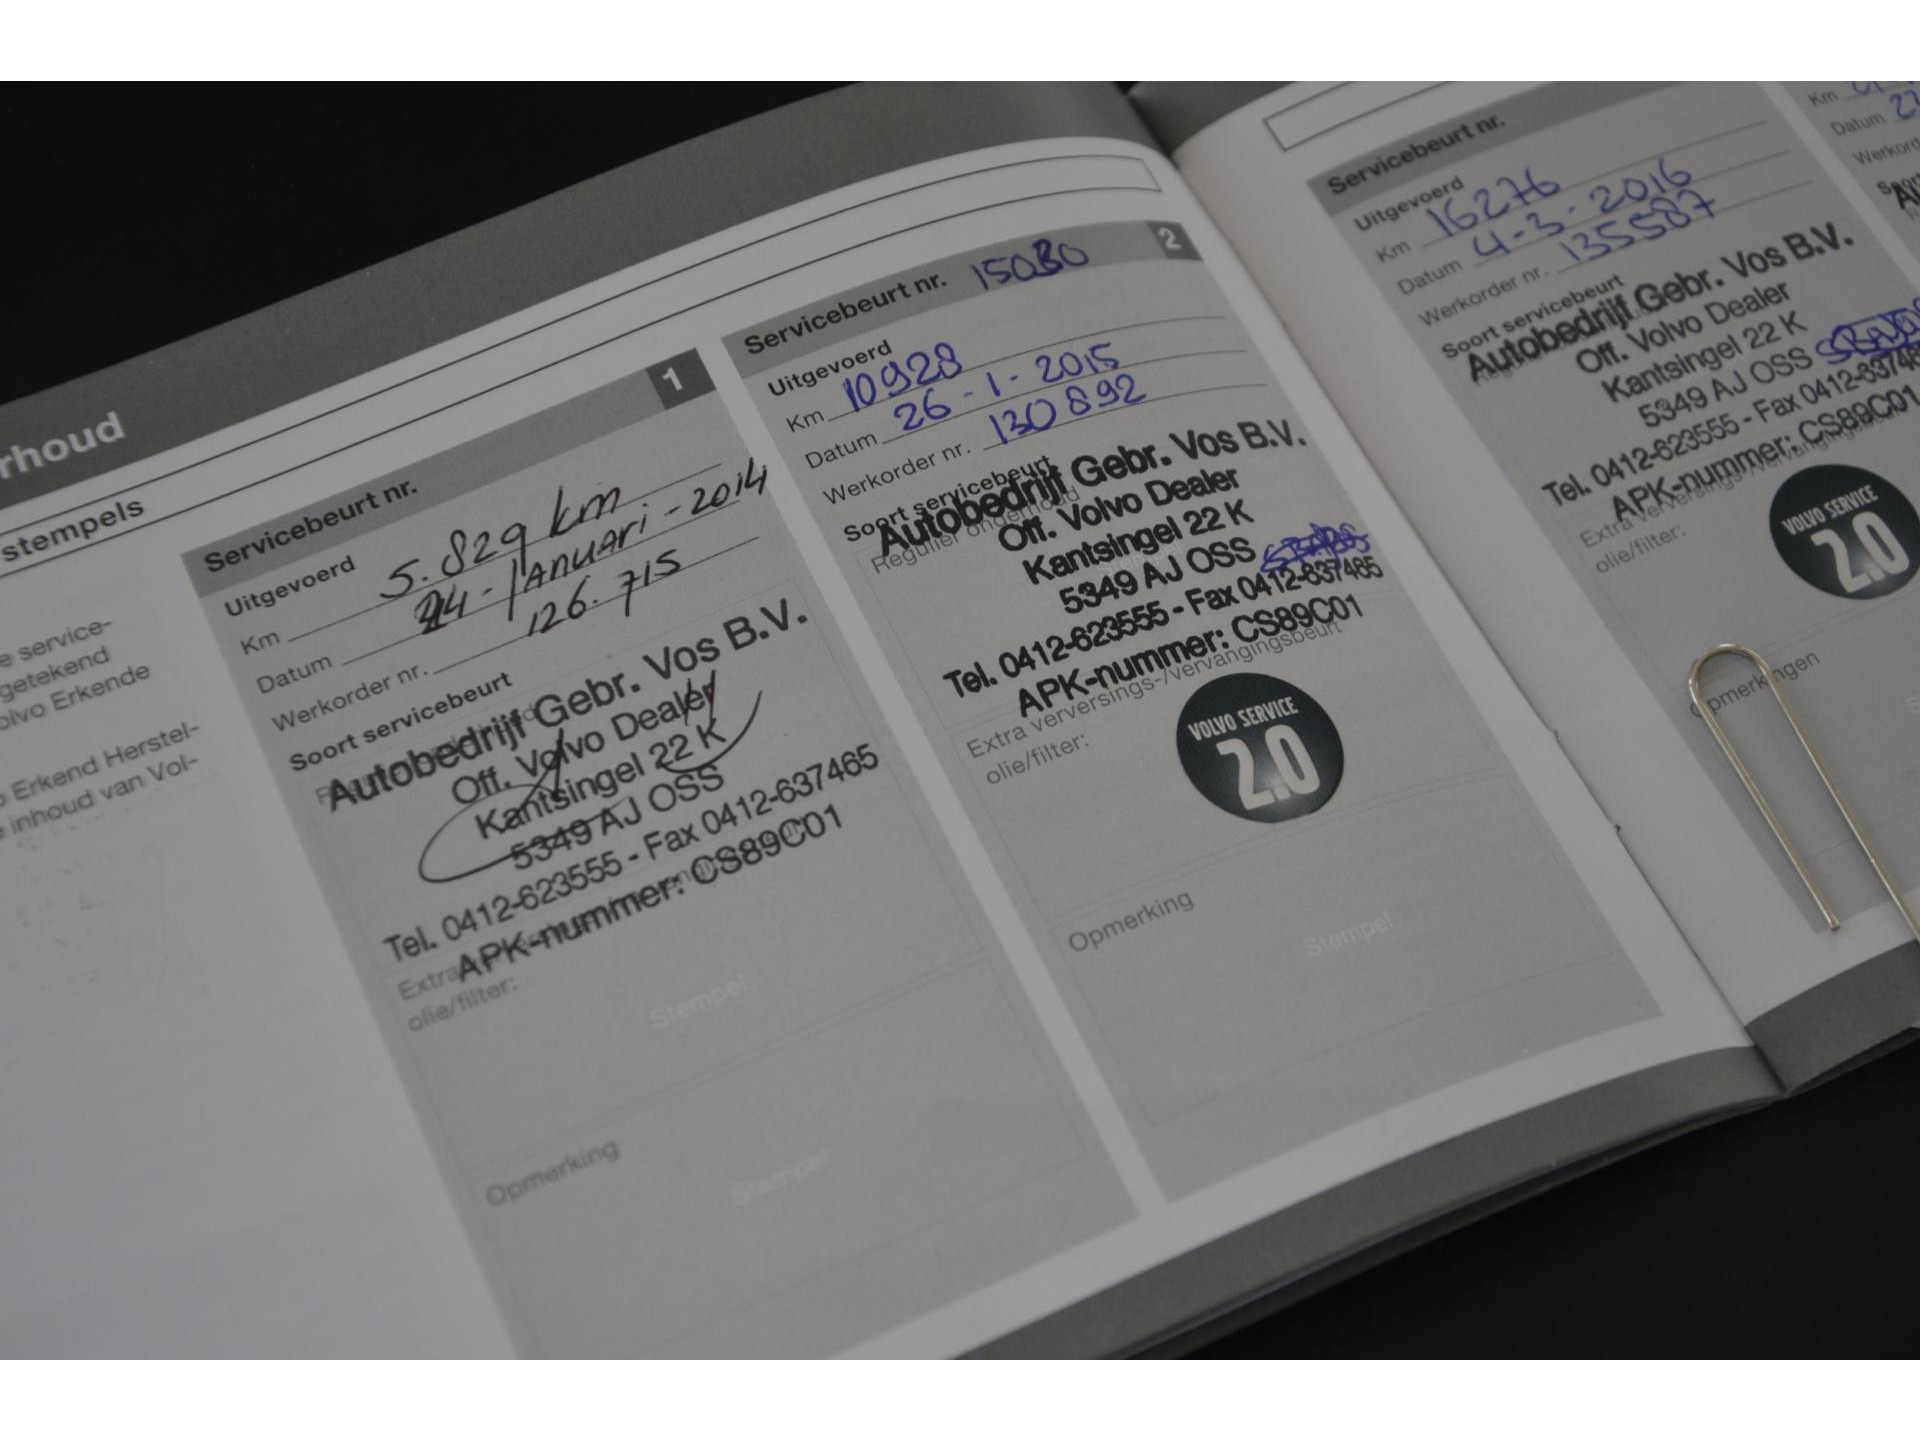 rhoud
stempels
e service-
getekend
olvo Erkende
Erkend Herstel-
e inhoud van Vol-
Servicebeurt nr. 1
Uitgevoerd
Km 5.829 km
Datum 24-JANUARI-2014
Werkorder nr. 126.715
Soort servicebeurt
Autobedrijf Gebr. Vos B.V.
Off. Volvo Dealer
Kantsingel 22 K
5349 AJ OSS
Tel. 0412-623555 - Fax 0412-637465
APK-nummer: CS89C01
Extra
olie/filter:
Stempel
Opmerking
Stempel
Servicebeurt nr. 15030 2
Uitgevoerd
Km 10928
Datum 26-1-2015
Werkorder nr. 130892
Soort servicebeurt
Regulier onderhoud
Autobedrijf Gebr. Vos B.V.
Off. Volvo Dealer
Kantsingel 22 K
5349 AJ OSS
Tel. 0412-623555 - Fax 0412-637465
APK-nummer: CS89C01
Extra verversings-/vervangingsbeurt
olie/filter:
VOLVO SERVICE
2.0
Opmerking
Stempel
Servicebeurt nr.
Uitgevoerd
Km 16276
Datum 4-3-2016
Werkorder nr. 135587
Soort servicebeurt
Autobedrijf Gebr. Vos B.V.
Off. Volvo Dealer
Kantsingel 22 K
5349 AJ OSS
Tel. 0412-623555 - Fax 0412-63746
APK-nummer: CS89C01
Extra verversings-/vervangingsbeurt
olie/filter:
VOLVO SERVICE
2.0
Opmerkingen
Km
Datum 22
Werkord